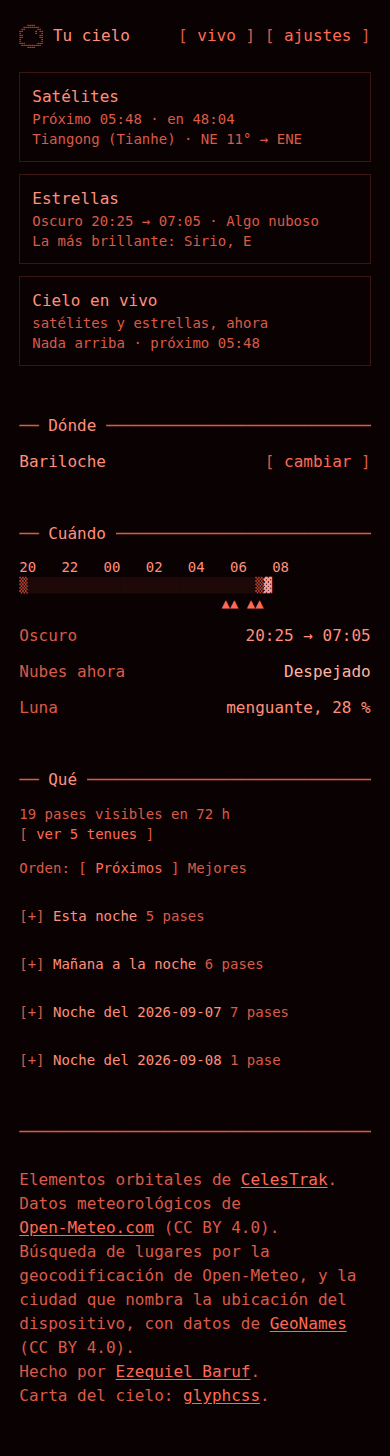 Tu cielo [ vivo ] [ ajustes ]
Satélites
Próximo 05:48 · en 48:04
Tiangong (Tianhe) · NE 11° → ENE
Estrellas
Oscuro 20:25 → 07:05 · Algo nuboso
La más brillante: Sirio, E
Cielo en vivo
satélites y estrellas, ahora
Nada arriba · próximo 05:48
Dónde
Bariloche [ cambiar ]
Cuándo
20 22 00 02 04 06 08
▲▲ ▲▲
Oscuro 20:25 → 07:05
Nubes ahora Despejado
Luna menguante, 28 %
Qué
19 pases visibles en 72 h
[ ver 5 tenues ]
Orden: [ Próximos ] Mejores
[+] Esta noche 5 pases
[+] Mañana a la noche 6 pases
[+] Noche del 2026-09-07 7 pases
[+] Noche del 2026-09-08 1 pase
Elementos orbitales de CelesTrak.
Datos meteorológicos de
Open-Meteo.com (CC BY 4.0).
Búsqueda de lugares por la
geocodificación de Open-Meteo, y la
ciudad que nombra la ubicación del
dispositivo, con datos de GeoNames
(CC BY 4.0).
Hecho por Ezequiel Baruf.
Carta del cielo: glyphcss.